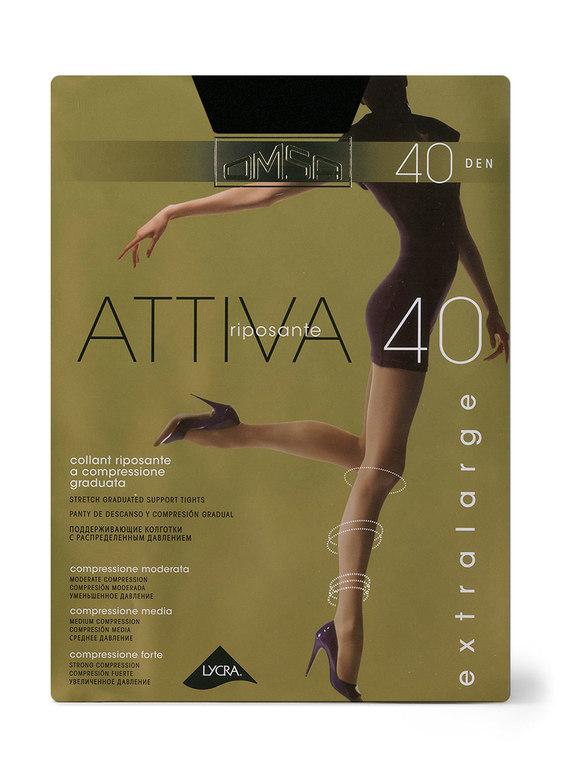 OMSA
40 DEN
ATTIVA 40
riposante
extralarge
collant riposante
a compressione
graduata
STRETCH GRADUATED SUPPORT TIGHTS
PANTY DE DESCANSO Y COMPRESIÓN GRADUAL
ПОДДЕРЖИВАЮЩИЕ КОЛГОТКИ
С РАСПРЕДЕЛЕННЫМ ДАВЛЕНИЕМ
compressione moderata
MODERATE COMPRESSION
COMPRESIÓN MODERADA
УМЕНЬШЕННОЕ ДАВЛЕНИЕ
compressione media
MEDIUM COMPRESSION
COMPRESIÓN MEDIA
СРЕДНЕЕ ДАВЛЕНИЕ
compressione forte
STRONG COMPRESSION
COMPRESIÓN FUERTE
УВЕЛИЧЕННОЕ ДАВЛЕНИЕ
LYCRA®